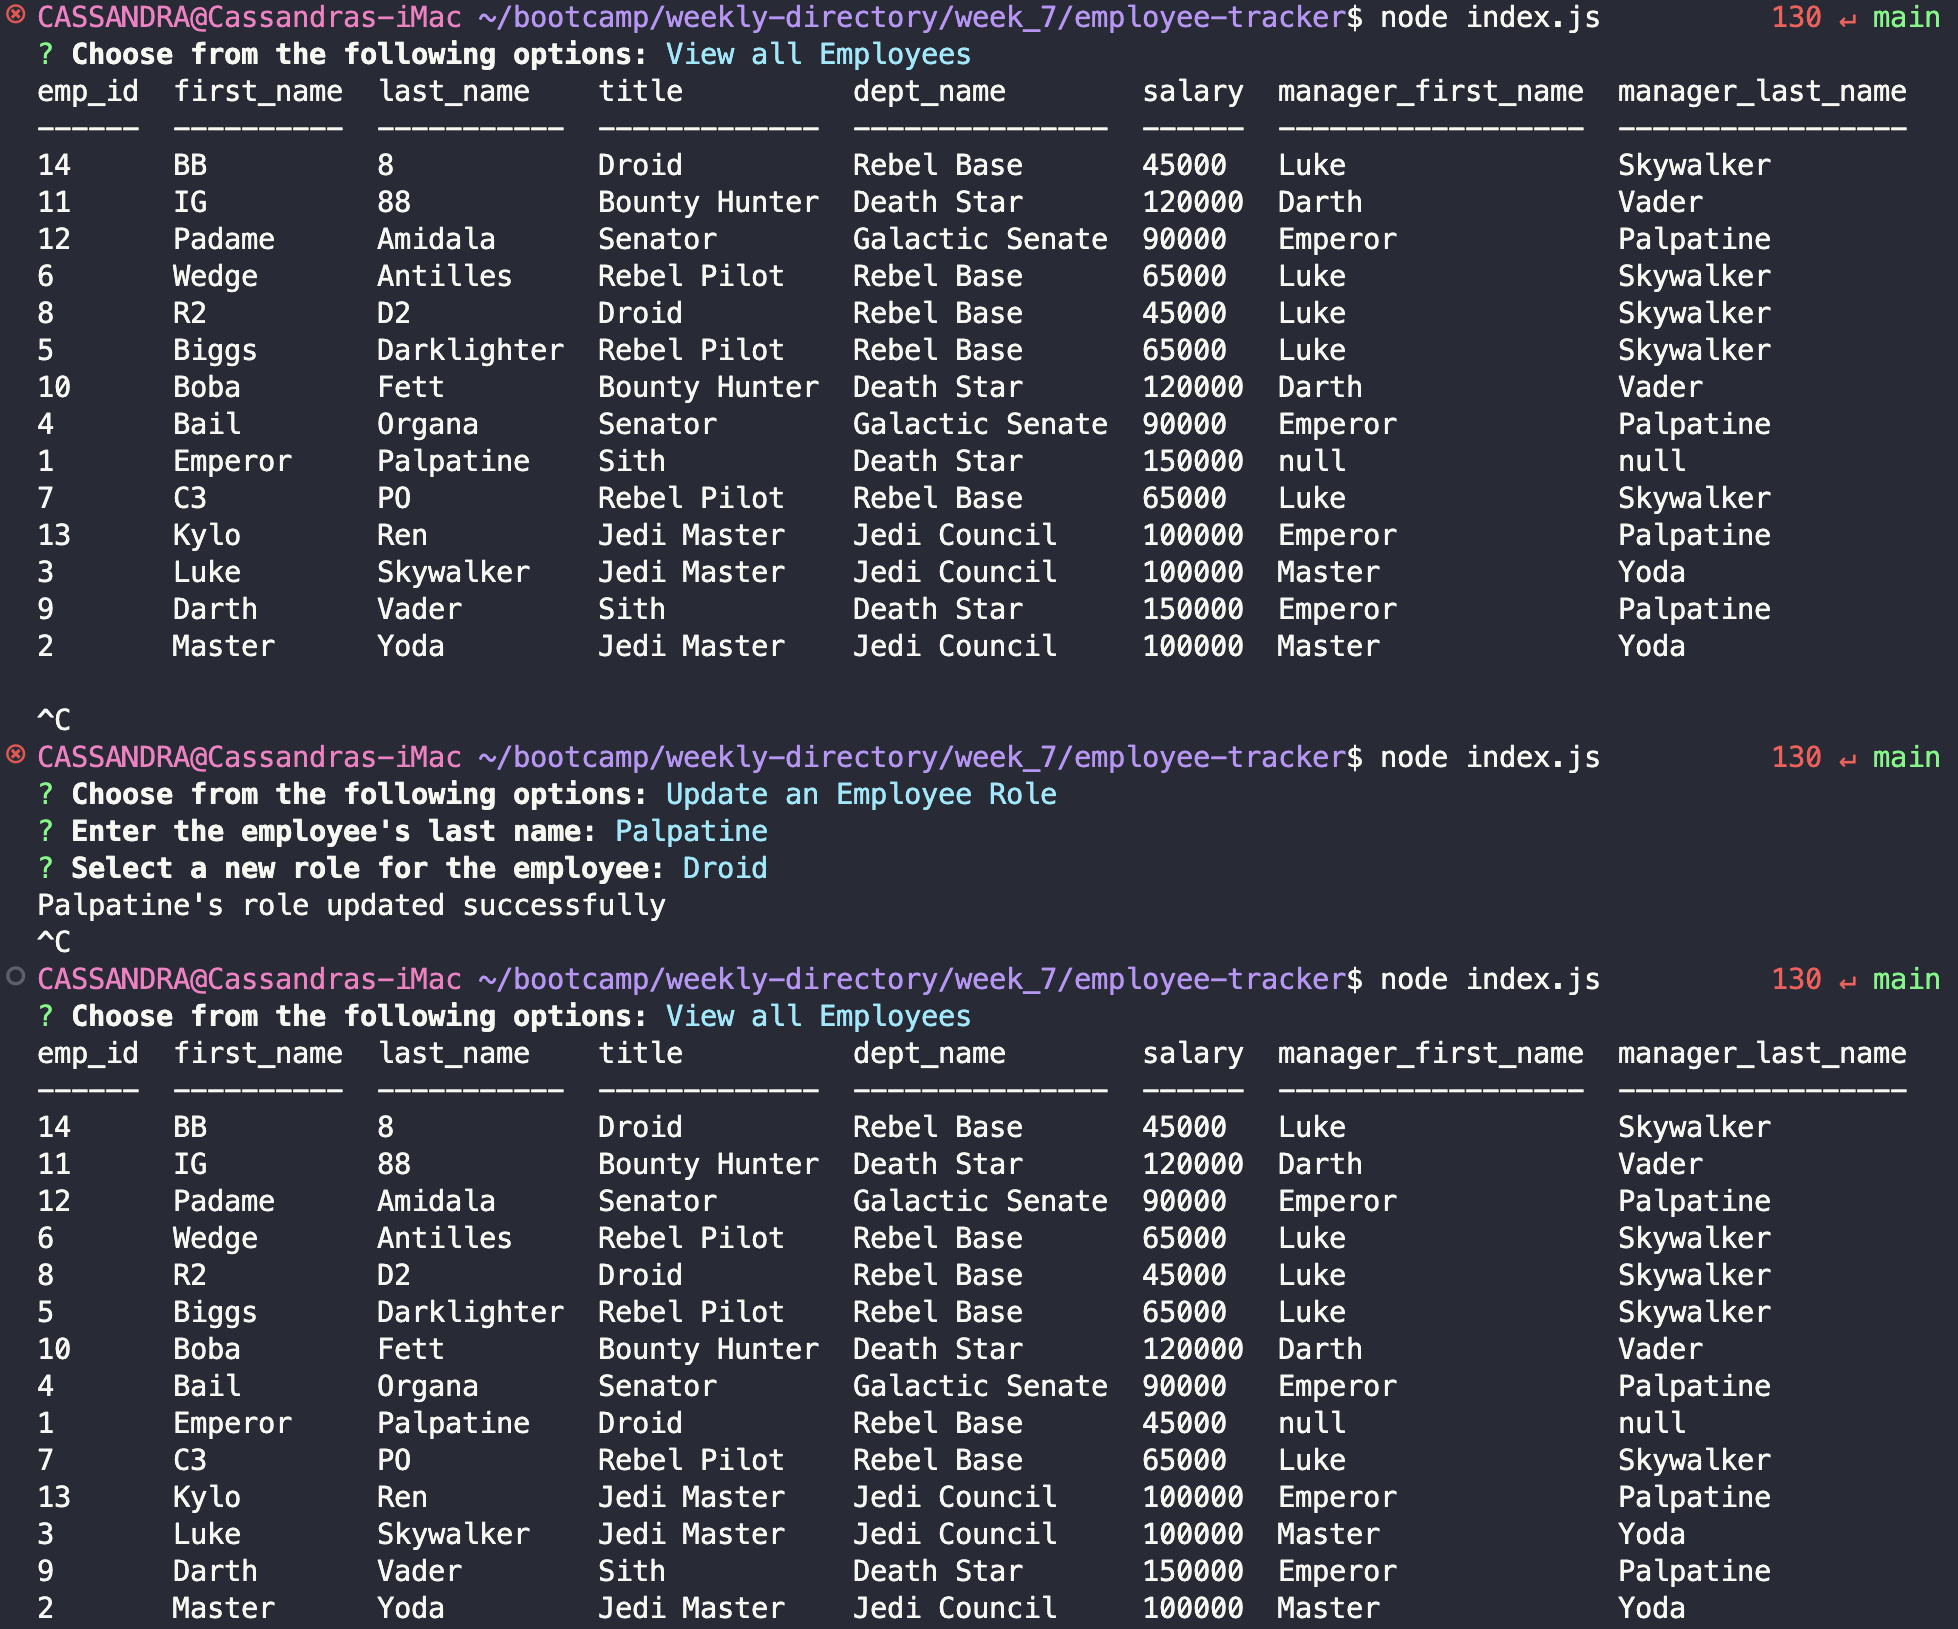 CASSANDRA@Cassandras-iMac ~/bootcamp/weekly-directory/week_7/employee-tracker$ node index.js 130 ↵ main
? Choose from the following options: View all Employees
emp_id  first_name  last_name    title          dept_name        salary  manager_first_name  manager_last_name
------  ----------  -----------  -------------  ---------------  ------  ------------------  -----------------
14      BB          8            Droid          Rebel Base       45000   Luke                Skywalker
11      IG          88           Bounty Hunter  Death Star       120000  Darth               Vader
12      Padame      Amidala      Senator        Galactic Senate  90000   Emperor             Palpatine
6       Wedge       Antilles     Rebel Pilot    Rebel Base       65000   Luke                Skywalker
8       R2          D2           Droid          Rebel Base       45000   Luke                Skywalker
5       Biggs       Darklighter  Rebel Pilot    Rebel Base       65000   Luke                Skywalker
10      Boba        Fett         Bounty Hunter  Death Star       120000  Darth               Vader
4       Bail        Organa       Senator        Galactic Senate  90000   Emperor             Palpatine
1       Emperor     Palpatine    Sith           Death Star       150000  null                null
7       C3          PO           Rebel Pilot    Rebel Base       65000   Luke                Skywalker
13      Kylo        Ren          Jedi Master    Jedi Council     100000  Emperor             Palpatine
3       Luke        Skywalker    Jedi Master    Jedi Council     100000  Master              Yoda
9       Darth       Vader        Sith           Death Star       150000  Emperor             Palpatine
2       Master      Yoda         Jedi Master    Jedi Council     100000  Master              Yoda
^C
CASSANDRA@Cassandras-iMac ~/bootcamp/weekly-directory/week_7/employee-tracker$ node index.js 130 ↵ main
? Choose from the following options: Update an Employee Role
? Enter the employee's last name: Palpatine
? Select a new role for the employee: Droid
Palpatine's role updated successfully
^C
CASSANDRA@Cassandras-iMac ~/bootcamp/weekly-directory/week_7/employee-tracker$ node index.js 130 ↵ main
? Choose from the following options: View all Employees
emp_id  first_name  last_name    title          dept_name        salary  manager_first_name  manager_last_name
------  ----------  -----------  -------------  ---------------  ------  ------------------  -----------------
14      BB          8            Droid          Rebel Base       45000   Luke                Skywalker
11      IG          88           Bounty Hunter  Death Star       120000  Darth               Vader
12      Padame      Amidala      Senator        Galactic Senate  90000   Emperor             Palpatine
6       Wedge       Antilles     Rebel Pilot    Rebel Base       65000   Luke                Skywalker
8       R2          D2           Droid          Rebel Base       45000   Luke                Skywalker
5       Biggs       Darklighter  Rebel Pilot    Rebel Base       65000   Luke                Skywalker
10      Boba        Fett         Bounty Hunter  Death Star       120000  Darth               Vader
4       Bail        Organa       Senator        Galactic Senate  90000   Emperor             Palpatine
1       Emperor     Palpatine    Droid          Rebel Base       45000   null                null
7       C3          PO           Rebel Pilot    Rebel Base       65000   Luke                Skywalker
13      Kylo        Ren          Jedi Master    Jedi Council     100000  Emperor             Palpatine
3       Luke        Skywalker    Jedi Master    Jedi Council     100000  Master              Yoda
9       Darth       Vader        Sith           Death Star       150000  Emperor             Palpatine
2       Master      Yoda         Jedi Master    Jedi Council     100000  Master              Yoda